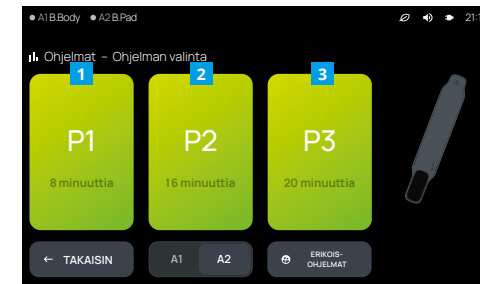 A1 B.Body A2 B.Pad 21:1
Ohjelmat – Ohjelman valinta
1 2 3
P1 P2 P3
8 minuuttia 16 minuuttia 20 minuuttia
← TAKAISIN A1 A2 ERIKOIS-
OHJELMAT